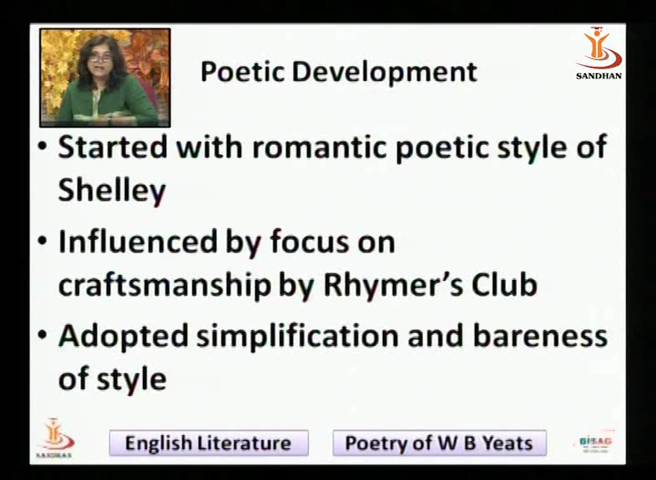 Poetic Development
SANDHAN
• Started with romantic poetic style of
Shelley
• Influenced by focus on
craftsmanship by Rhymer's Club
• Adopted simplification and bareness
of style
SANDHAN
English Literature
Poetry of W B Yeats
BISAG